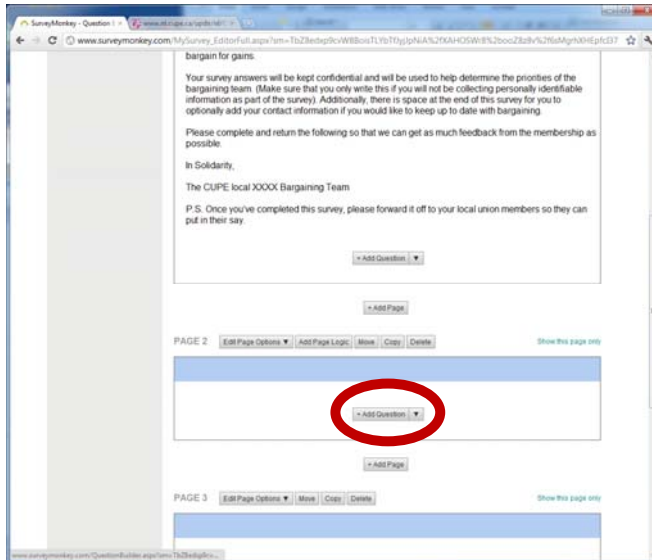 SurveyMonkey - Question
www.surveymonkey.com/MySurvey_EditorFull.aspx?sm=
bargain for gains.
Your survey answers will be kept confidential and will be used to help determine the priorities of the
bargaining team. (Make sure that you only write this if you will not be collecting personally identifiable
information as part of the survey). Additionally, there is space at the end of this survey for you to
optionally add your contact information if you would like to keep up to date with bargaining.
Please complete and return the following so that we can get as much feedback from the membership as
possible.
In Solidarity,
The CUPE local XXXX Bargaining Team
P.S. Once you've completed this survey, please forward it off to your local union members so they can
put in their say.
+ Add Question ▼
+ Add Page
PAGE 2 Edit Page Options ▼ Add Page Logic Move Copy Delete Show this page only
+ Add Question ▼
+ Add Page
PAGE 3 Edit Page Options ▼ Move Copy Delete Show this page only